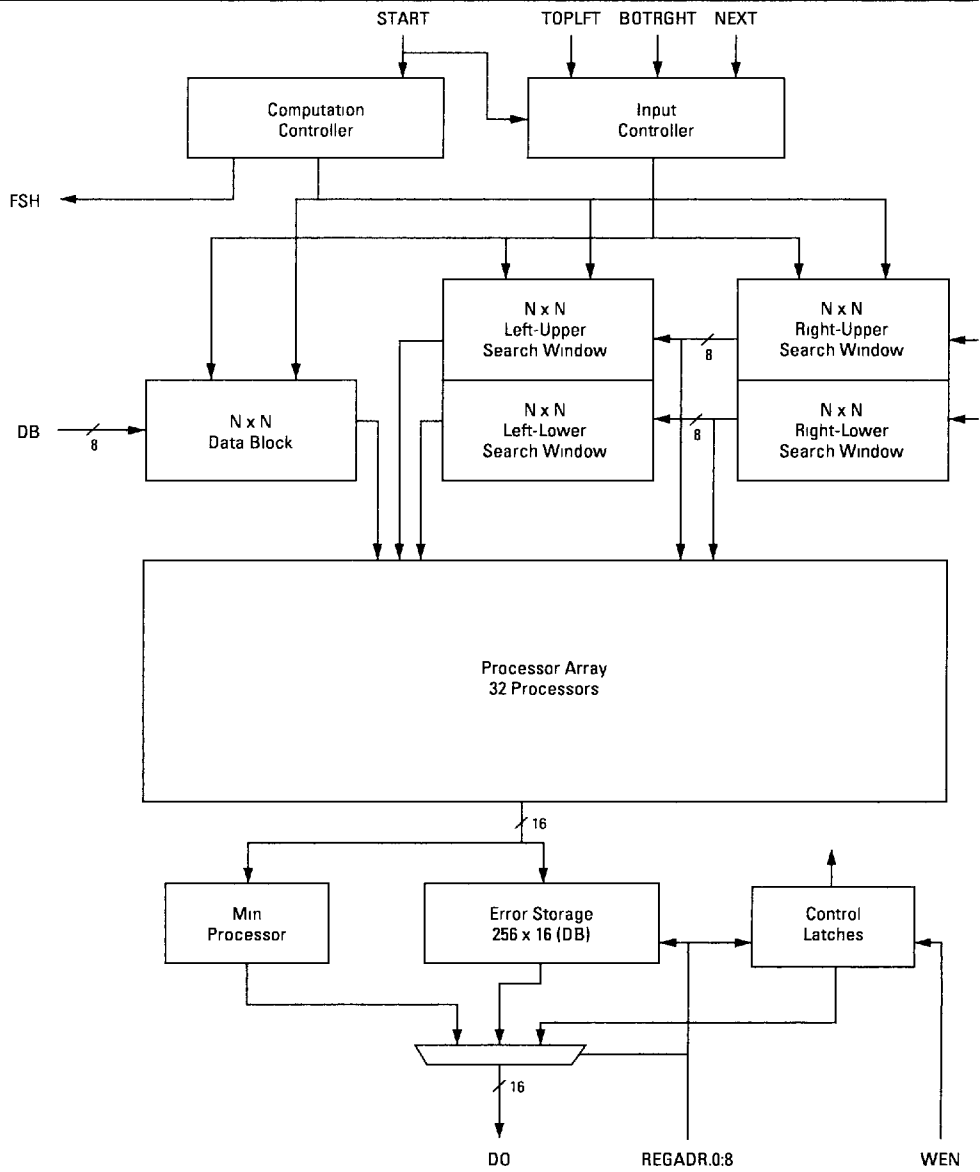 START
TOPLFT BOTRGHT NEXT
Computation
Controller
Input
Controller
FSH
N x N
Left-Upper
Search Window
8
N x N
Right-Upper
Search Window
DB
8
N x N
Data Block
N x N
Left-Lower
Search Window
8
N x N
Right-Lower
Search Window
Processor Array
32 Processors
16
Min
Processor
Error Storage
256 x 16 (DB)
Control
Latches
16
DO
REGADR.0:8
WEN